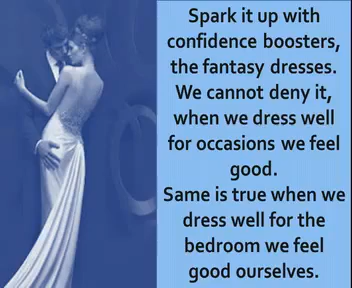 Spark it up with
confidence boosters,
the fantasy dresses.
We cannot deny it,
when we dress well
for occasions we feel
good.
Same is true when we
dress well for the
bedroom we feel
good ourselves.